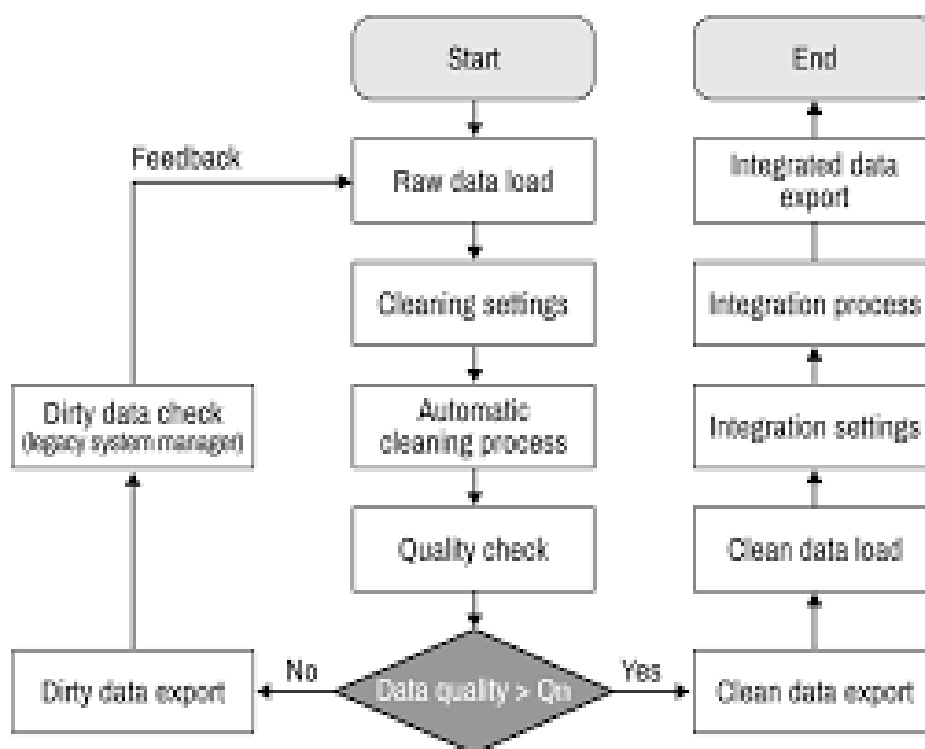 Start
End
Feedback
Raw data load
Integrated data
export
Cleaning settings
Integration process
Dirty data check
(legacy system manager)
Automatic
cleaning process
Integration settings
Quality check
Clean data load
Dirty data export
No
Data quality > Qn
Yes
Clean data export